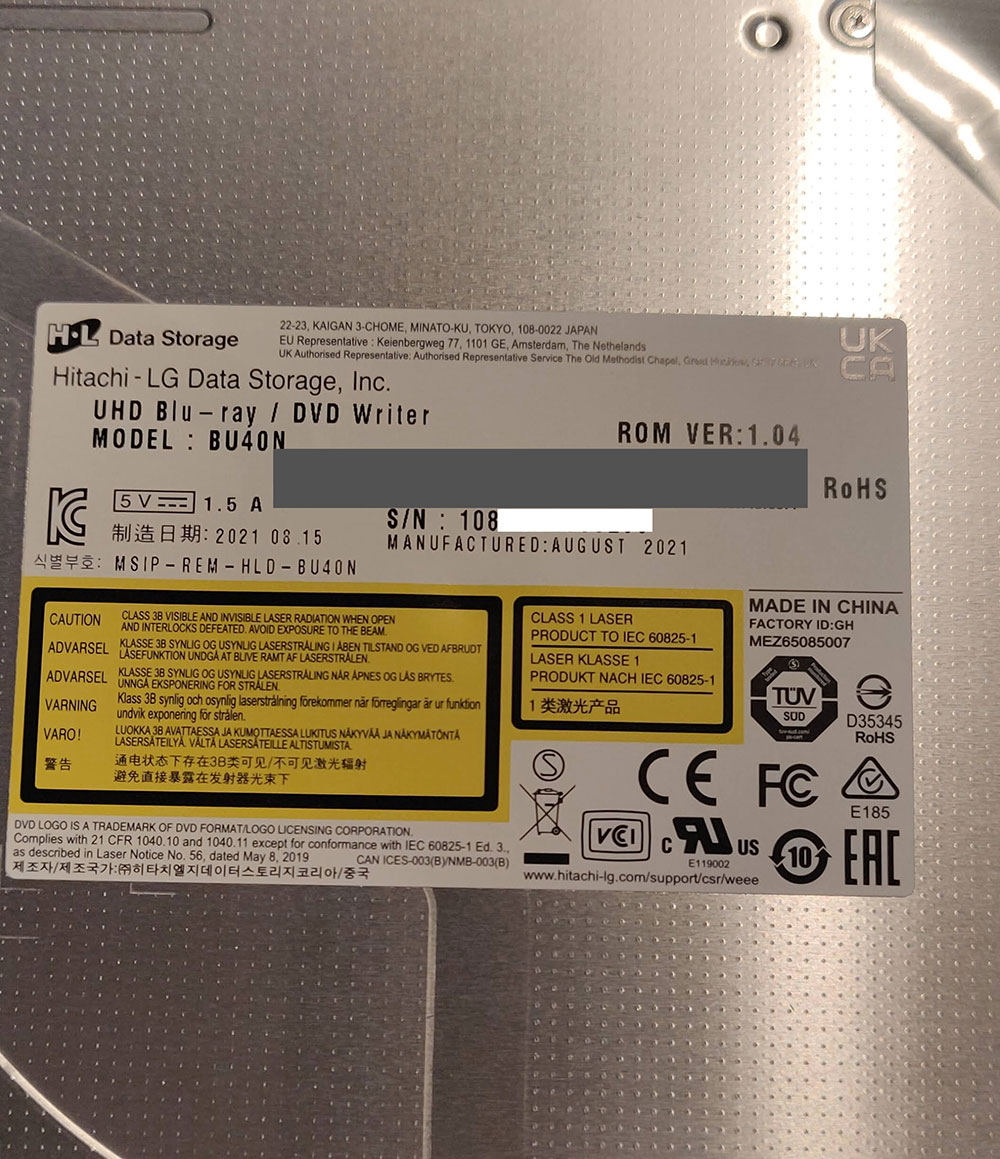 H·L Data Storage
22-23, KAIGAN 3-CHOME, MINATO-KU, TOKYO, 108-0022 JAPAN
EU Representative : Keienbergweg 77, 1101 GE, Amsterdam, The Netherlands
UK Authorised Representative: Authorised Representative Service The Old Methodist Chapel, Great
UK
CA
Hitachi-LG Data Storage, Inc.
UHD Blu-ray / DVD Writer
MODEL : BU40N
ROM VER:1.04
RoHS
5 V 1.5 A
S/N : 108
制造日期: 2021 08.15
MANUFACTURED:AUGUST 2021
식별부호: MSIP-REM-HLD-BU40N
CAUTION CLASS 3B VISIBLE AND INVISIBLE LASER RADIATION WHEN OPEN
AND INTERLOCKS DEFEATED. AVOID EXPOSURE TO THE BEAM.
ADVARSEL KLASSE 3B SYNLIG OG USYNLIG LASERSTRÅLING I ÅBEN TILSTAND OG VED AFBRUDT
LÅSEFUNKTION UNDGÅ AT BLIVE RAMT AF LASERSTRÅLEN.
ADVARSEL KLASSE 3B SYNLIG OG USYNLIG LASERSTRÅLING NÅR ÅPNES OG LÅS BRYTES.
UNNGÅ EKSPONERING FOR STRÅLEN.
VARNING Klass 3B synlig och osynlig laserstrålning förekommer när förreglingar är ur funktion
undvik exponering för strålen.
VARO! LUOKKA 3B AVATTAESSA JA KUMOTTAESSA LUKITUS NÄKYVÄÄ JA NÄKYMÄTÖNTÄ
LASERSÄTEILYÄ. VÄLTÄ LASERSÄTEILLE ALTISTUMISTA.
警告 通电状态下存在3B类可见/不可见激光辐射
避免直接暴露在发射器光束下
CLASS 1 LASER
PRODUCT TO IEC 60825-1
LASER KLASSE 1
PRODUKT NACH IEC 60825-1
1 类激光产品
MADE IN CHINA
FACTORY ID:GH
MEZ65085007
TÜV
SÜD
D35345
RoHS
S
CE
FC
E185
VCI
c RU US
E119002
10
EAC
www.hitachi-lg.com/support/csr/weee
DVD LOGO IS A TRADEMARK OF DVD FORMAT/LOGO LICENSING CORPORATION.
Complies with 21 CFR 1040.10 and 1040.11 except for conformance with IEC 60825-1 Ed. 3.,
as described in Laser Notice No. 56, dated May 8, 2019 CAN ICES-003(B)/NMB-003(B)
제조자/제조국가:㈜히타치엘지데이터스토리지코리아/중국